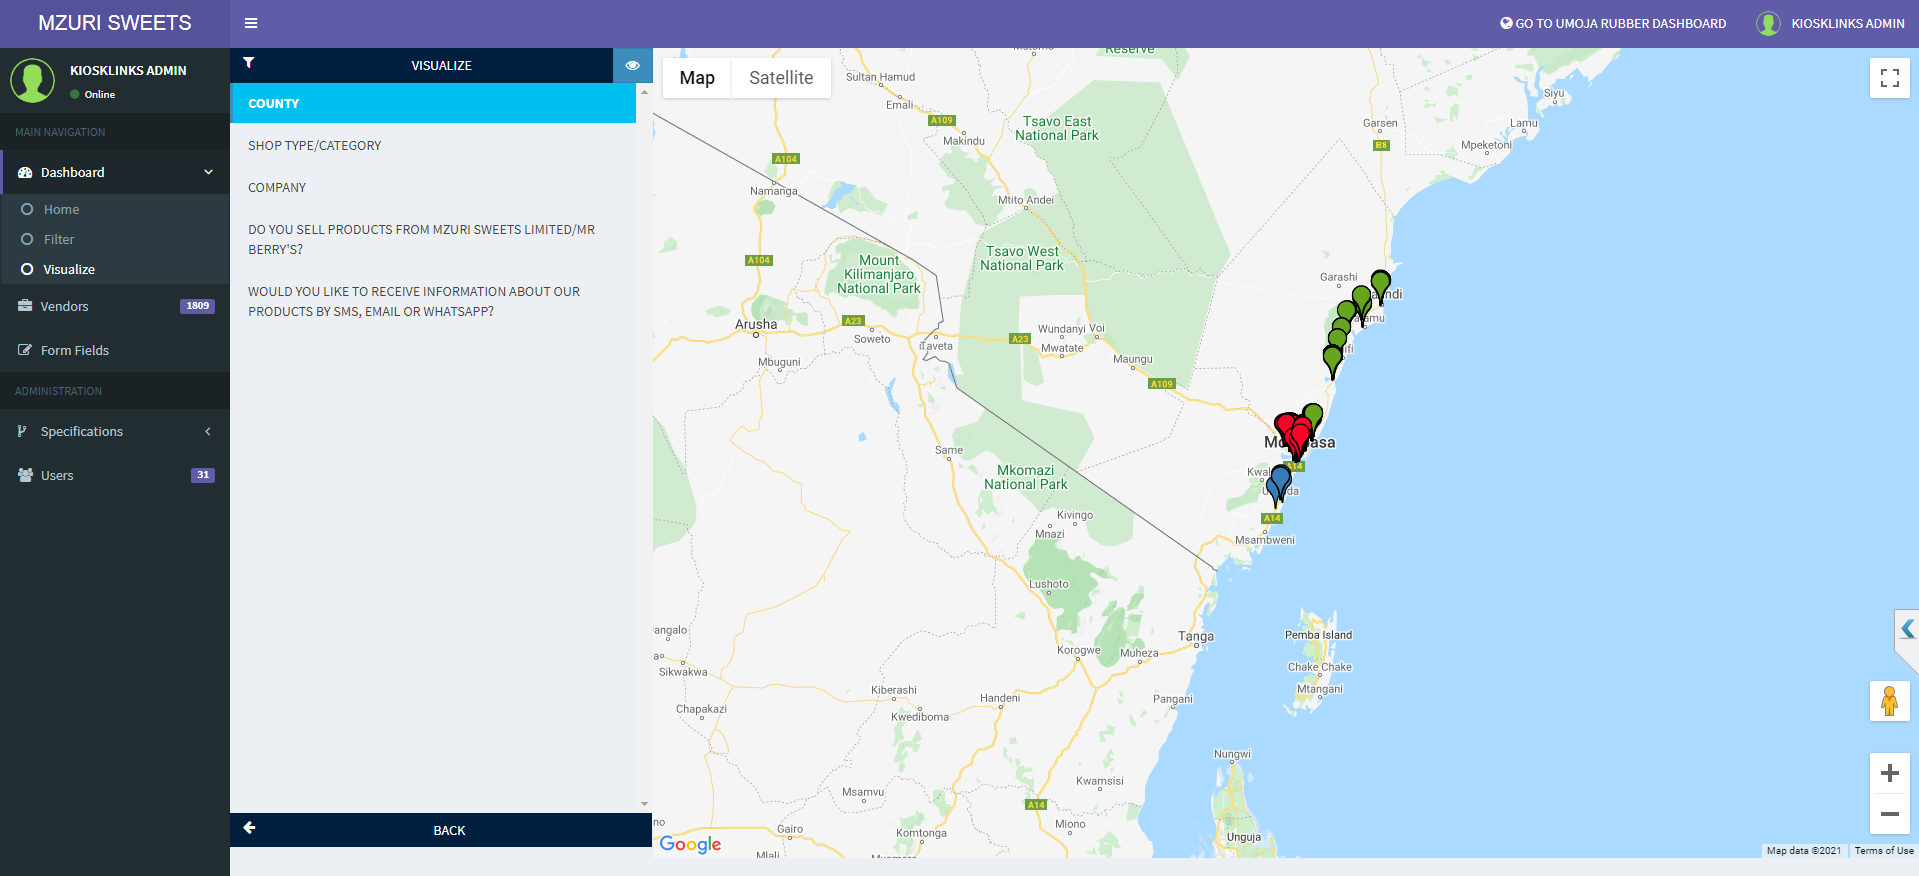 MZURI SWEETS
GO TO UMOJA RUBBER DASHBOARD
KIOSKLINKS ADMIN
KIOSKLINKS ADMIN
Online
MAIN NAVIGATION
Dashboard
Home
Filter
Visualize
Vendors
1809
Form Fields
ADMINISTRATION
Specifications
Users
31
VISUALIZE
COUNTY
SHOP TYPE/CATEGORY
COMPANY
DO YOU SELL PRODUCTS FROM MZURI SWEETS LIMITED/MR
BERRY'S?
WOULD YOU LIKE TO RECEIVE INFORMATION ABOUT OUR
PRODUCTS BY SMS, EMAIL OR WHATSAPP?
BACK
Map
Satellite
Reserve
Sultan Hamud
Emali
A109
Makindu
Tsavo East
National Park
Garsen
B8
Siyu
Lamu
Mpeketoni
A104
A104
Namanga
Mtito Andei
Tsavo West
National Park
A104
Mount
Kilimanjaro
National Park
Garashi
Arusha
A23
Soweto
Taveta
A23
Wundanyi
Voi
Mwatate
Maungu
Mbuguni
A109
Same
Mkomazi
National Park
A14
A14
Kivingo
Mnazi
Msambweni
Lushoto
Tanga
Pemba Island
Korogwe
Muheza
Chake Chake
Mtangani
angalo
Sikwakwa
Kiberashi
Handeni
Pangani
Chapakazi
Kwediboma
Nungwi
Kwamsisi
Msamvu
A14
Gairo
Komtonga
Miono
Unguja
Mlali
Google
Map data ©2021
Terms of Use